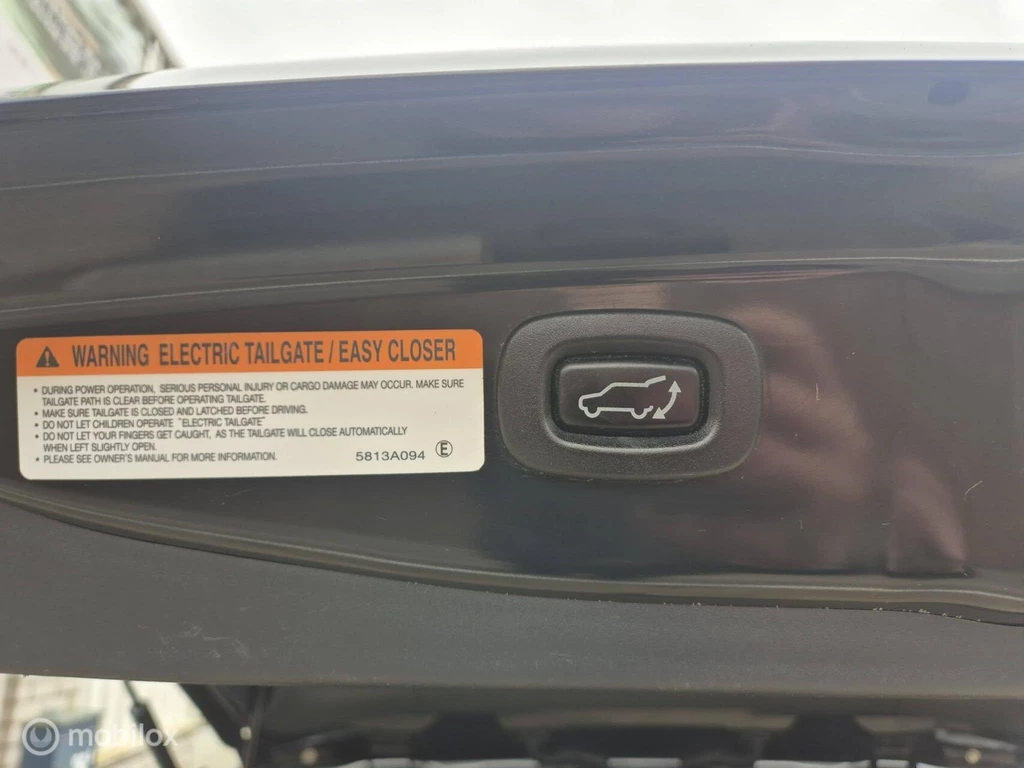 WARNING ELECTRIC TAILGATE / EASY CLOSER
• DURING POWER OPERATION, SERIOUS PERSONAL INJURY OR CARGO DAMAGE MAY OCCUR. MAKE SURE
TAILGATE PATH IS CLEAR BEFORE OPERATING TAILGATE.
• MAKE SURE TAILGATE IS CLOSED AND LATCHED BEFORE DRIVING.
• DO NOT LET CHILDREN OPERATE "ELECTRIC TAILGATE"
• DO NOT LET YOUR FINGERS GET CAUGHT, AS THE TAILGATE WILL CLOSE AUTOMATICALLY
WHEN LEFT SLIGHTLY OPEN.
• PLEASE SEE OWNER'S MANUAL FOR MORE INFORMATION.
5813A094 E
mobilox